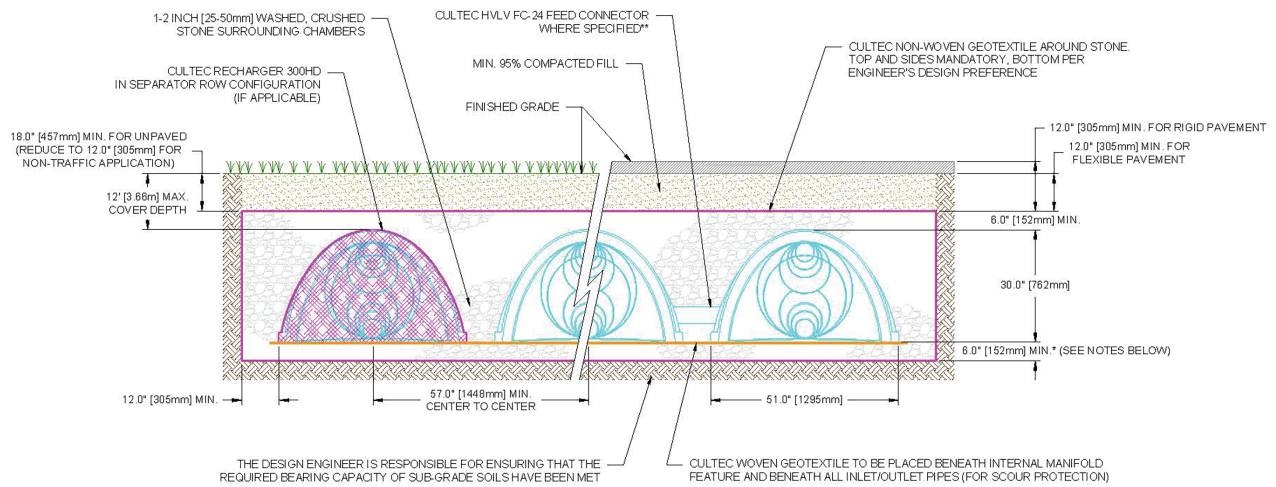 1-2 INCH [25-50mm] WASHED, CRUSHED
STONE SURROUNDING CHAMBERS
CULTEC HVLV FC-24 FEED CONNECTOR
WHERE SPECIFIED**
CULTEC NON-WOVEN GEOTEXTILE AROUND STONE.
TOP AND SIDES MANDATORY, BOTTOM PER
ENGINEER'S DESIGN PREFERENCE
CULTEC RECHARGER 300HD
IN SEPARATOR ROW CONFIGURATION
(IF APPLICABLE)
MIN. 95% COMPACTED FILL
FINISHED GRADE
18.0" [457mm] MIN. FOR UNPAVED
(REDUCE TO 12.0" [305mm] FOR
NON-TRAFFIC APPLICATION)
12' [3.66m] MAX.
COVER DEPTH
12.0" [305mm] MIN. FOR RIGID PAVEMENT
12.0" [305mm] MIN. FOR
FLEXIBLE PAVEMENT
6.0" [152mm] MIN.
30.0" [762mm]
6.0" [152mm] MIN.* (SEE NOTES BELOW)
12.0" [305mm] MIN.
57.0" [1448mm] MIN.
CENTER TO CENTER
51.0" [1295mm]
THE DESIGN ENGINEER IS RESPONSIBLE FOR ENSURING THAT THE
REQUIRED BEARING CAPACITY OF SUB-GRADE SOILS HAVE BEEN MET
CULTEC WOVEN GEOTEXTILE TO BE PLACED BENEATH INTERNAL MANIFOLD
FEATURE AND BENEATH ALL INLET/OUTLET PIPES (FOR SCOUR PROTECTION)